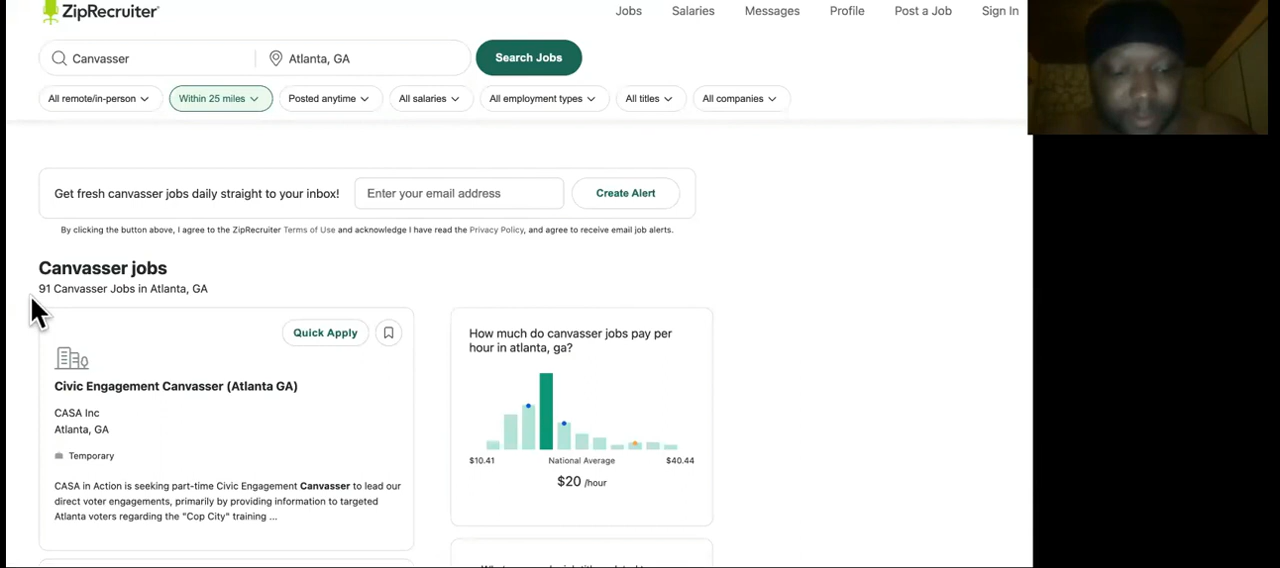 ZipRecruiter
Jobs Salaries Messages Profile Post a Job Sign In
Canvasser Atlanta, GA Search Jobs
All remote/in-person Within 25 miles Posted anytime All salaries All employment types All titles All companies
Get fresh canvasser jobs daily straight to your inbox! Enter your email address Create Alert
By clicking the button above, I agree to the ZipRecruiter Terms of Use and acknowledge I have read the Privacy Policy, and agree to receive email job alerts.
Canvasser jobs
91 Canvasser Jobs in Atlanta, GA
Quick Apply
Civic Engagement Canvasser (Atlanta GA)
CASA Inc
Atlanta, GA
Temporary
CASA in Action is seeking part-time Civic Engagement Canvasser to lead our
direct voter engagements, primarily by providing information to targeted
Atlanta voters regarding the "Cop City" training ...
How much do canvasser jobs pay per
hour in atlanta, ga?
$10.41 National Average $40.44
$20 /hour